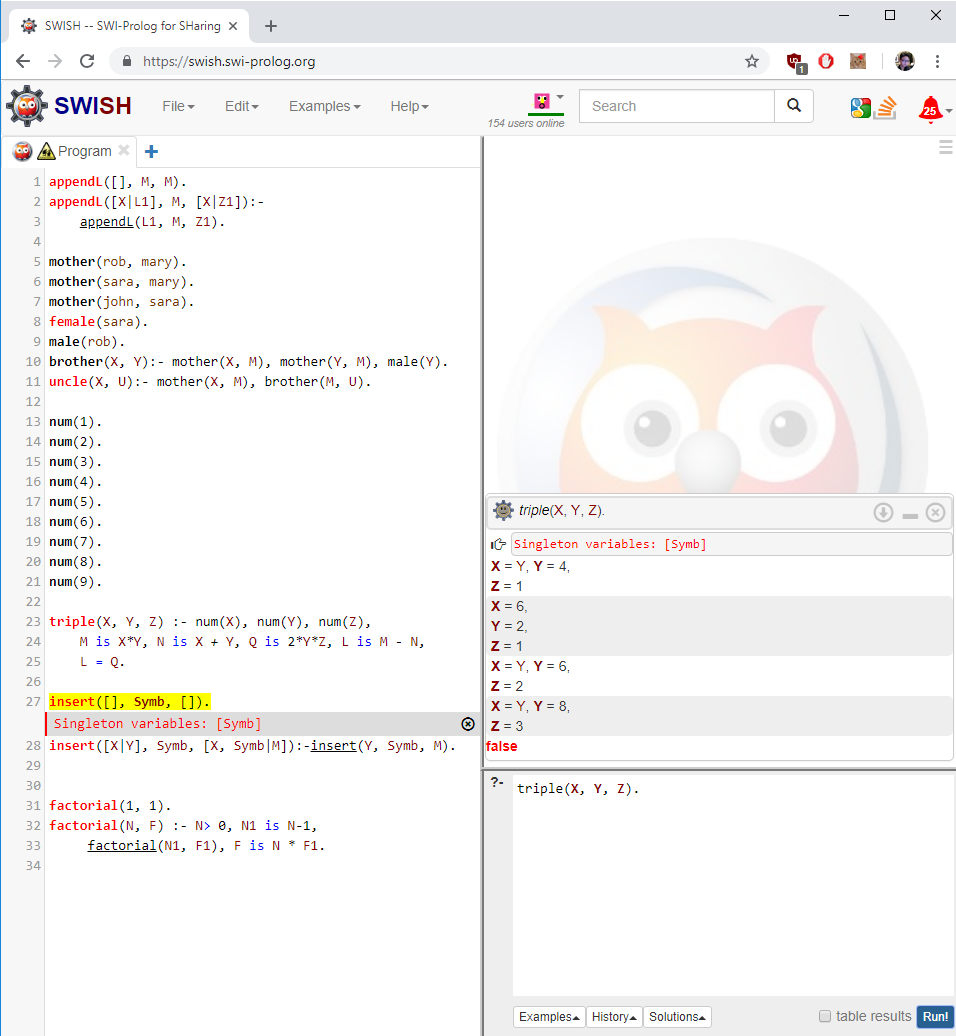 SWISH -- SWI-Prolog for SHaring
https://swish.swi-prolog.org
1
SWISH File Edit Examples Help
154 users online
Search
25
Program
1 appendL([], M, M).
2 appendL([X|L1], M, [X|Z1]):-
3 appendL(L1, M, Z1).
4
5 mother(rob, mary).
6 mother(sara, mary).
7 mother(john, sara).
8 female(sara).
9 male(rob).
10 brother(X, Y):- mother(X, M), mother(Y, M), male(Y).
11 uncle(X, U):- mother(X, M), brother(M, U).
12
13 num(1).
14 num(2).
15 num(3).
16 num(4).
17 num(5).
18 num(6).
19 num(7).
20 num(8).
21 num(9).
22
23 triple(X, Y, Z) :- num(X), num(Y), num(Z),
24 M is X*Y, N is X + Y, Q is 2*Y*Z, L is M - N,
25 L = Q.
26
27 insert([], Symb, []).
Singleton variables: [Symb]
28 insert([X|Y], Symb, [X, Symb|M]):-insert(Y, Symb, M).
29
30
31 factorial(1, 1).
32 factorial(N, F) :- N> 0, N1 is N-1,
33 factorial(N1, F1), F is N * F1.
34
triple(X, Y, Z).
Singleton variables: [Symb]
X = Y, Y = 4,
Z = 1
X = 6,
Y = 2,
Z = 1
X = Y, Y = 6,
Z = 2
X = Y, Y = 8,
Z = 3
false
?- triple(X, Y, Z).
Examples History Solutions table results Run!